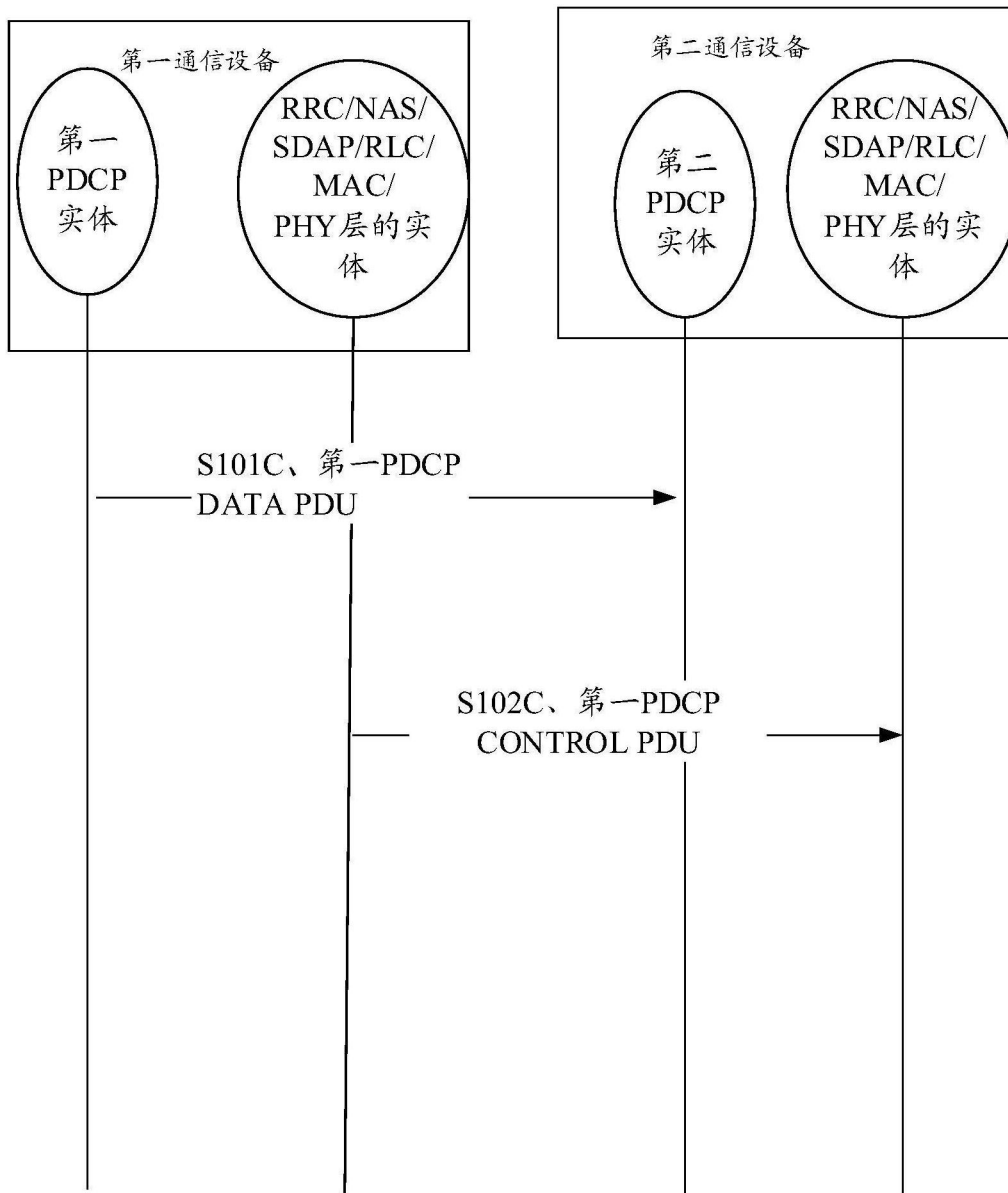 第一通信设备
第一
PDCP
实体
RRC/NAS/
SDAP/RLC/
MAC/
PHY层的实
体
第二通信设备
第二
PDCP
实体
RRC/NAS/
SDAP/RLC/
MAC/
PHY层的实
体
S101C、第一PDCP
DATA PDU
S102C、第一PDCP
CONTROL PDU